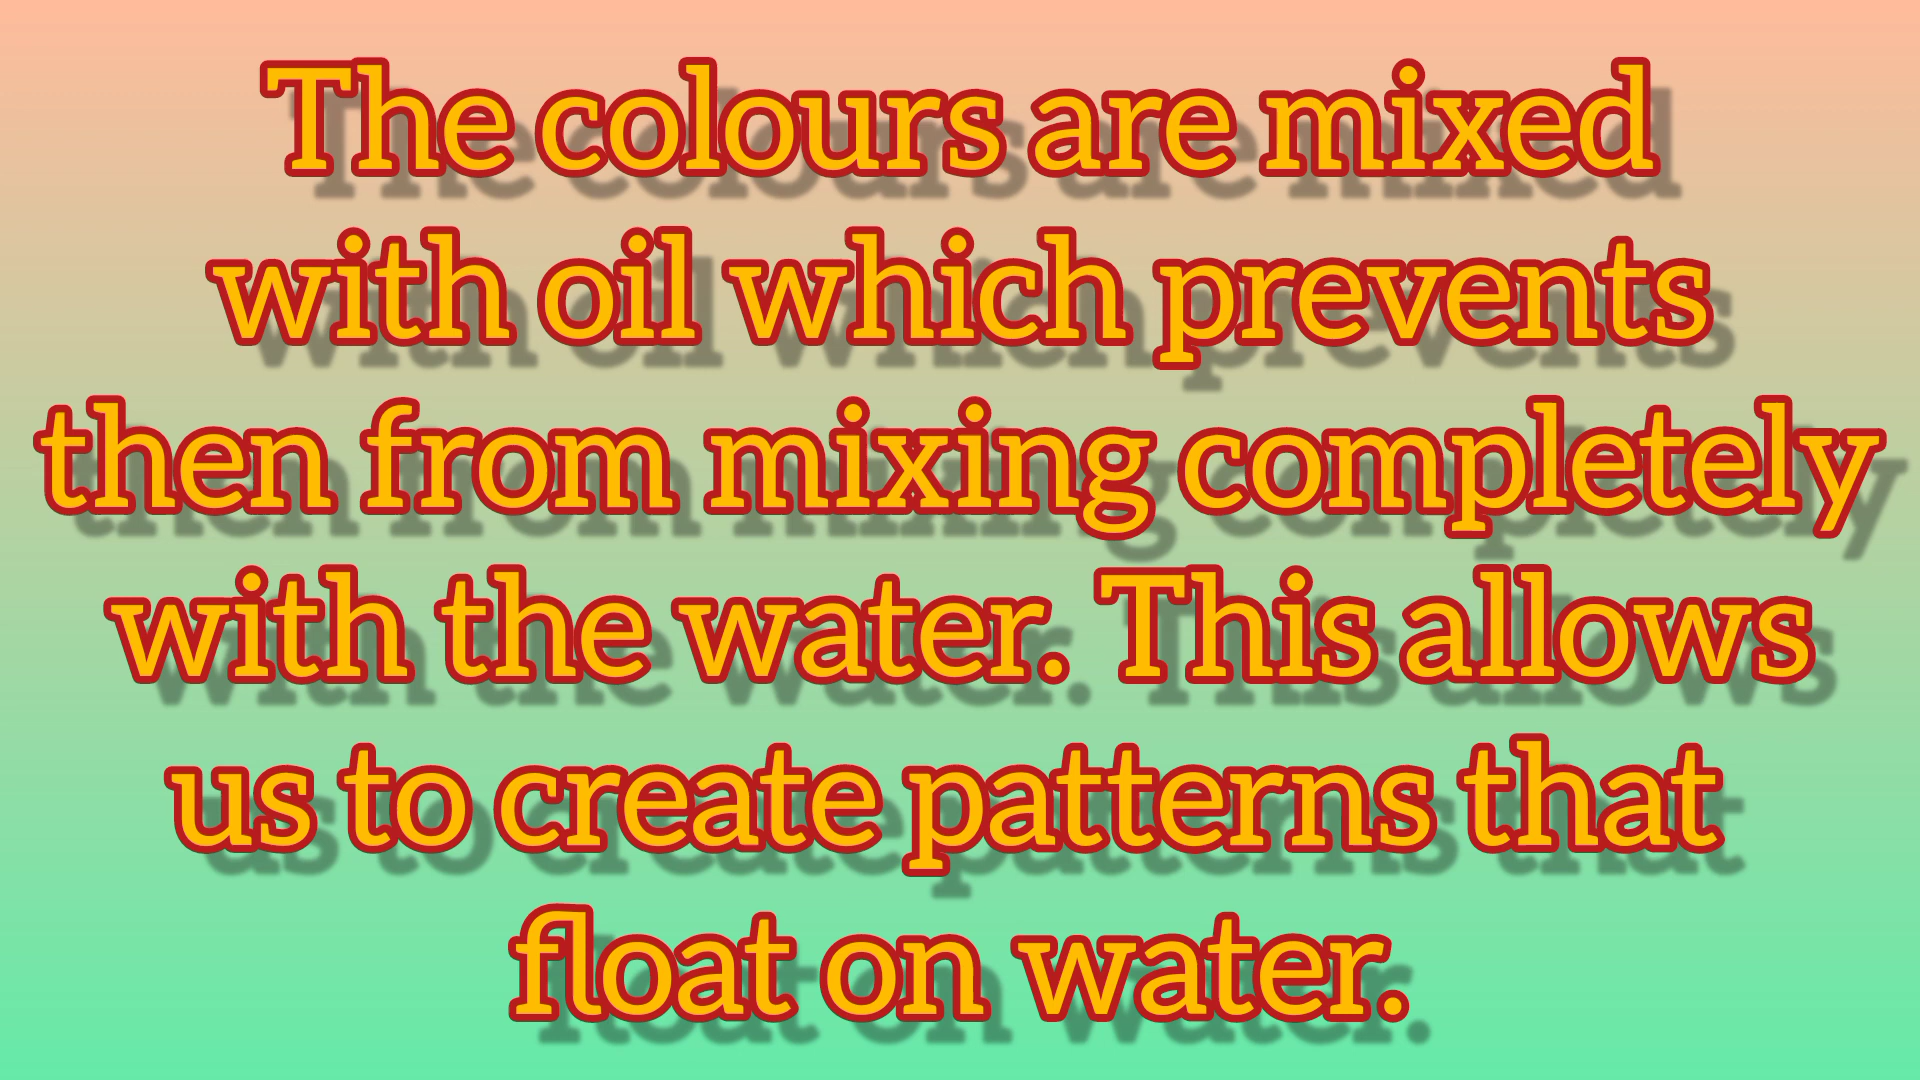 The colours are mixed
with oil which prevents
then from mixing completely
with the water. This allows
us to create patterns that
float on water.